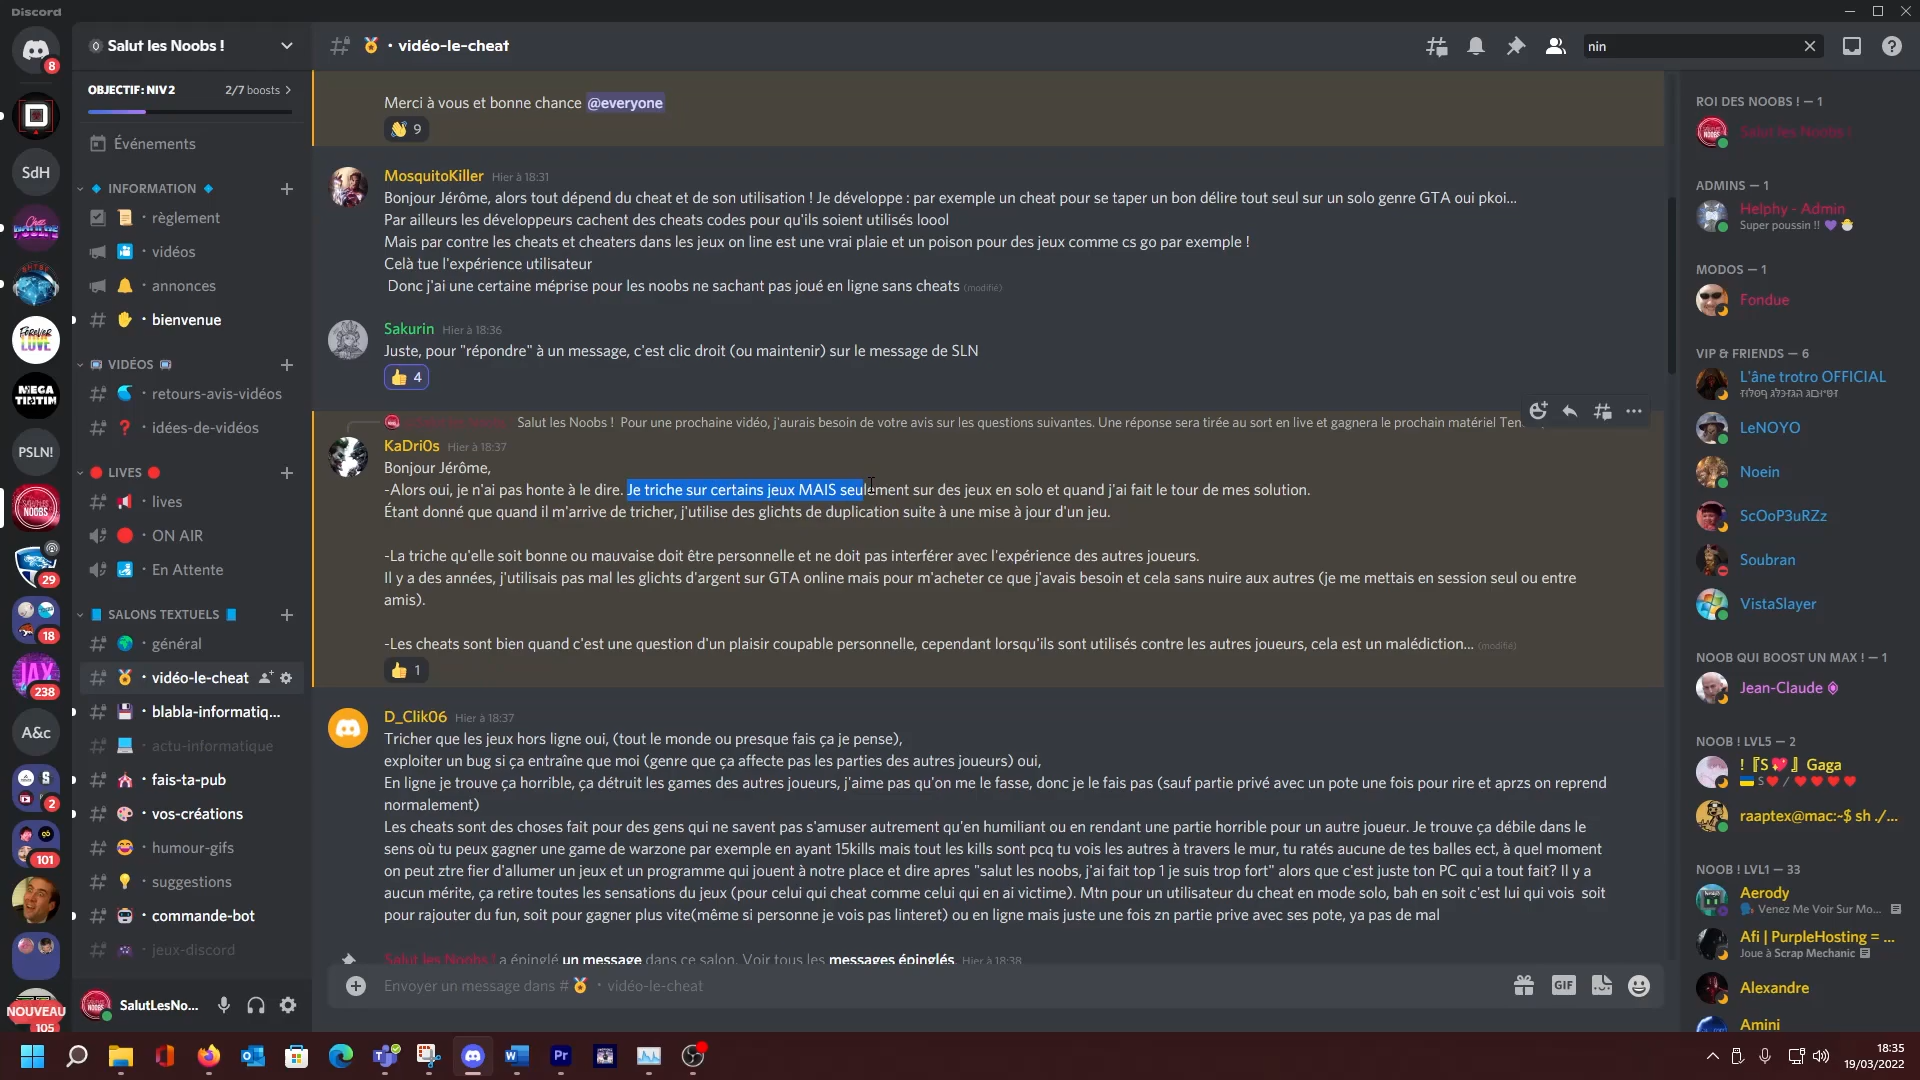 Discord
8
Salut les Noobs !
# 🏅 · vidéo-le-cheat
nin
OBJECTIF: NIV 2
2/7 boosts
Événements
INFORMATION
règlement
vidéos
annonces
bienvenue
VIDÉOS
retours-avis-vidéos
idées-de-vidéos
LIVES
lives
ON AIR
En Attente
SALONS TEXTUELS
général
vidéo-le-cheat
blabla-informatiq...
actu-informatique
fais-ta-pub
vos-créations
humour-gifs
suggestions
commande-bot
jeux-discord
SdH
FOREVER LOVE
MEGA TINTIM
PSLN!
SALUT LES NOOBS
29
18
JAX
238
A&c
2
101
NOUVEAU
105
SalutLesNo...
Merci à vous et bonne chance @everyone
👋 9
MosquitoKiller Hier à 18:31
Bonjour Jérôme, alors tout dépend du cheat et de son utilisation ! Je développe : par exemple un cheat pour se taper un bon délire tout seul sur un solo genre GTA oui pkoi...
Par ailleurs les développeurs cachent des cheats codes pour qu'ils soient utilisés loool
Mais par contre les cheats et cheaters dans les jeux on line est une vrai plaie et un poison pour des jeux comme cs go par exemple !
Celà tue l'expérience utilisateur
Donc j'ai une certaine méprise pour les noobs ne sachant pas joué en ligne sans cheats (modifié)
Sakurin Hier à 18:36
Juste, pour "répondre" à un message, c'est clic droit (ou maintenir) sur le message de SLN
👍 4
Salut les Noobs ! Pour une prochaine vidéo, j'aurais besoin de votre avis sur les questions suivantes. Une réponse sera tirée au sort en live et gagnera le prochain matériel Ten...
KaDri0s Hier à 18:37
Bonjour Jérôme,
-Alors oui, je n'ai pas honte à le dire. Je triche sur certains jeux MAIS seulement sur des jeux en solo et quand j'ai fait le tour de mes solution.
Étant donné que quand il m'arrive de tricher, j'utilise des glichts de duplication suite à une mise à jour d'un jeu.
-La triche qu'elle soit bonne ou mauvaise doit être personnelle et ne doit pas interférer avec l'expérience des autres joueurs.
Il y a des années, j'utilisais pas mal les glichts d'argent sur GTA online mais pour m'acheter ce que j'avais besoin et cela sans nuire aux autres (je me mettais en session seul ou entre
amis).
-Les cheats sont bien quand c'est une question d'un plaisir coupable personnelle, cependant lorsqu'ils sont utilisés contre les autres joueurs, cela est un malédiction... (modifié)
👍 1
D_Clik06 Hier à 18:37
Tricher que les jeux hors ligne oui, (tout le monde ou presque fais ça je pense),
exploiter un bug si ça entraîne que moi (genre que ça affecte pas les parties des autres joueurs) oui,
En ligne je trouve ça horrible, ça détruit les games des autres joueurs, j'aime pas qu'on me le fasse, donc je le fais pas (sauf partie privé avec un pote une fois pour rire et aprzs on reprend
normalement)
Les cheats sont des choses fait pour des gens qui ne savent pas s'amuser autrement qu'en humiliant ou en rendant une partie horrible pour un autre joueur. Je trouve ça débile dans le
sens où tu peux gagner une game de warzone par exemple en ayant 15kills mais tout les kills sont pcq tu vois les autres à travers le mur, tu ratés aucune de tes balles ect, à quel moment
on peut ztre fier d'allumer un jeux et un programme qui jouent à notre place et dire apres "salut les noobs, j'ai fait top 1 je suis trop fort" alors que c'est juste ton PC qui a tout fait? Il y a
aucun mérite, ça retire toutes les sensations du jeux (pour celui qui cheat comme celui qui en ai victime). Mtn pour un utilisateur du cheat en mode solo, bah en soit c'est lui qui vois soit
pour rajouter du fun, soit pour gagner plus vite(même si personne je vois pas linteret) ou en ligne mais juste une fois zn partie prive avec ses pote, ya pas de mal
Salut les Noobs ! a épinglé un message dans ce salon. Voir tous les messages épinglés. Hier à 18:38
Envoyer un message dans # 🏅 · vidéo-le-cheat
GIF
ROI DES NOOBS ! — 1
Salut les Noobs !
ADMINS — 1
Helphy - Admin
Super poussin !! 💜 🐣
MODOS — 1
Fondue
VIP & FRIENDS — 6
L'âne trotro OFFICIAL
LeNOYO
Noein
ScOoP3uRZz
Soubran
VistaSlayer
NOOB QUI BOOST UN MAX ! — 1
Jean-Claude
NOOB ! LVL5 — 2
! 『S💖』 Gaga
🇺🇦 S❤️ / ❤️❤️❤️❤️
raaptex@mac:~$ sh ./...
NOOB ! LVL1 — 33
Aerody
🗣️ Venez Me Voir Sur Mo...
Afi | PurpleHosting = ...
Joue à Scrap Mechanic
Alexandre
Amini
Pr
18:35
19/03/2022